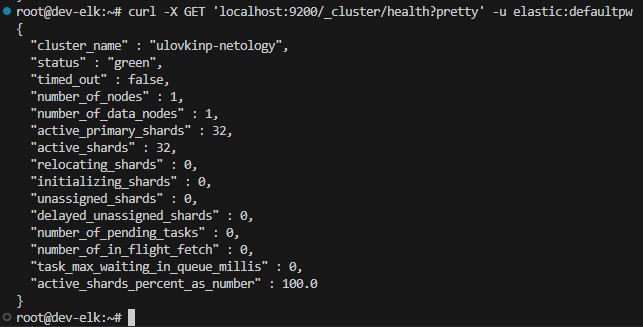 root@dev-elk:~# curl -X GET 'localhost:9200/_cluster/health?pretty' -u elastic:defaultpw
{
  "cluster_name" : "ulovkinp-netology",
  "status" : "green",
  "timed_out" : false,
  "number_of_nodes" : 1,
  "number_of_data_nodes" : 1,
  "active_primary_shards" : 32,
  "active_shards" : 32,
  "relocating_shards" : 0,
  "initializing_shards" : 0,
  "unassigned_shards" : 0,
  "delayed_unassigned_shards" : 0,
  "number_of_pending_tasks" : 0,
  "number_of_in_flight_fetch" : 0,
  "task_max_waiting_in_queue_millis" : 0,
  "active_shards_percent_as_number" : 100.0
}
root@dev-elk:~#